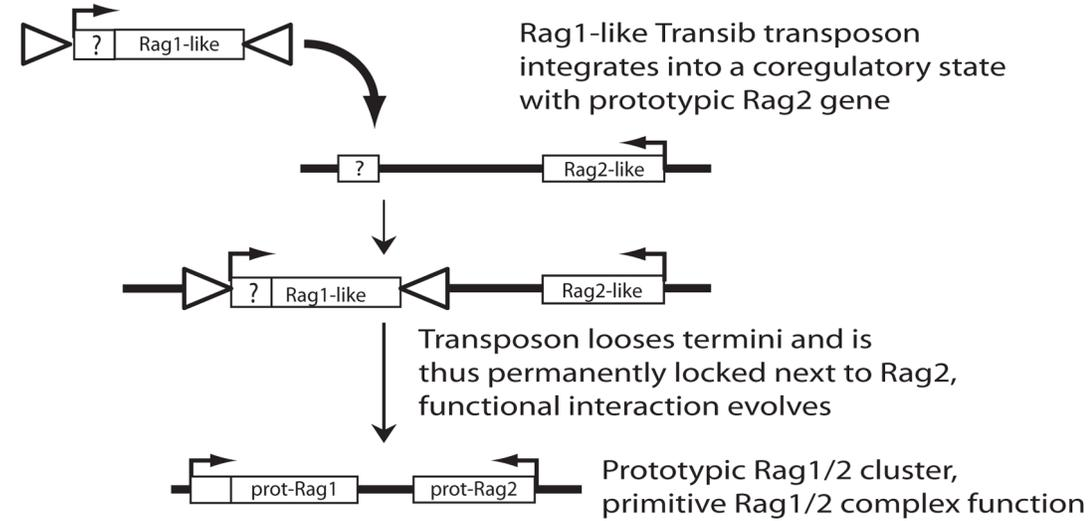 ? Rag1-like
Rag1-like Transib transposon
integrates into a coregulatory state
with prototypic Rag2 gene
? Rag2-like
? Rag1-like Rag2-like
Transposon looses termini and is
thus permanently locked next to Rag2,
functional interaction evolves
prot-Rag1 prot-Rag2
Prototypic Rag1/2 cluster,
primitive Rag1/2 complex function